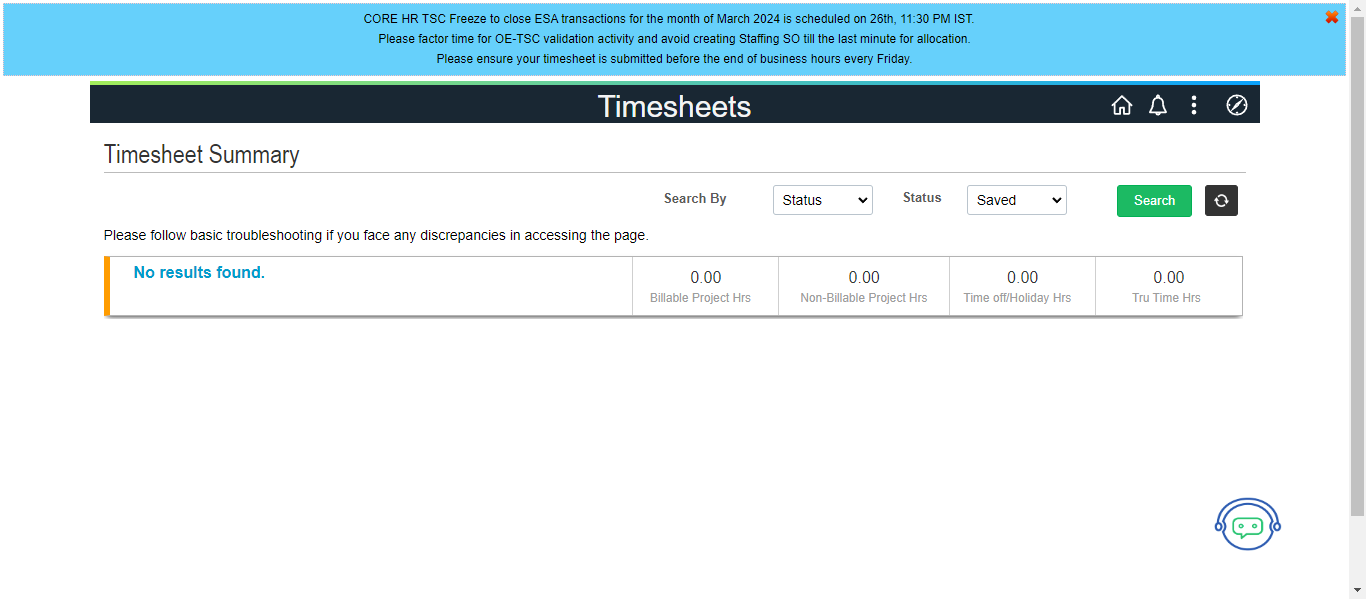 CORE HR TSC Freeze to close ESA transactions for the month of March 2024 is scheduled on 26th, 11:30 PM IST.
Please factor time for OE-TSC validation activity and avoid creating Staffing SO till the last minute for allocation.
Please ensure your timesheet is submitted before the end of business hours every Friday.
Timesheets
Timesheet Summary
Search By Status Status Saved Search
Please follow basic troubleshooting if you face any discrepancies in accessing the page.
No results found. 0.00 0.00 0.00 0.00
Billable Project Hrs Non-Billable Project Hrs Time off/Holiday Hrs Tru Time Hrs